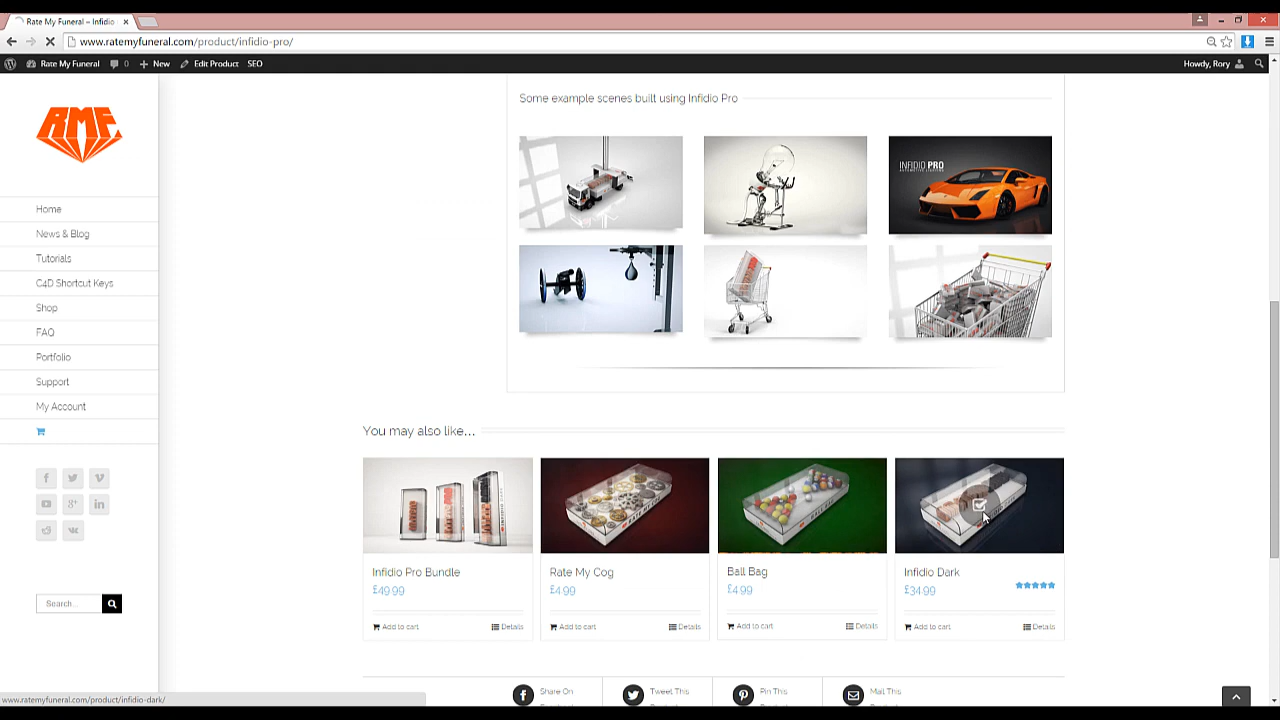 Rate My Funeral – Infidio
www.ratemyfuneral.com/product/infidio-pro/
Rate My Funeral 0 New Edit Product SEO Howdy, Rory
RMF
Home
News & Blog
Tutorials
C4D Shortcut Keys
Shop
FAQ
Portfolio
Support
My Account
Search...
Some example scenes built using Infidio Pro
INFIDIO PRO
You may also like...
Infidio Pro Bundle Rate My Cog Ball Bag Infidio Dark
£49.99 £4.99 £4.99 £34.99
Add to cart Details Add to cart Details Add to cart Details Add to cart Details
Share On Tweet This Pin This Mail This
www.ratemyfuneral.com/product/infidio-dark/